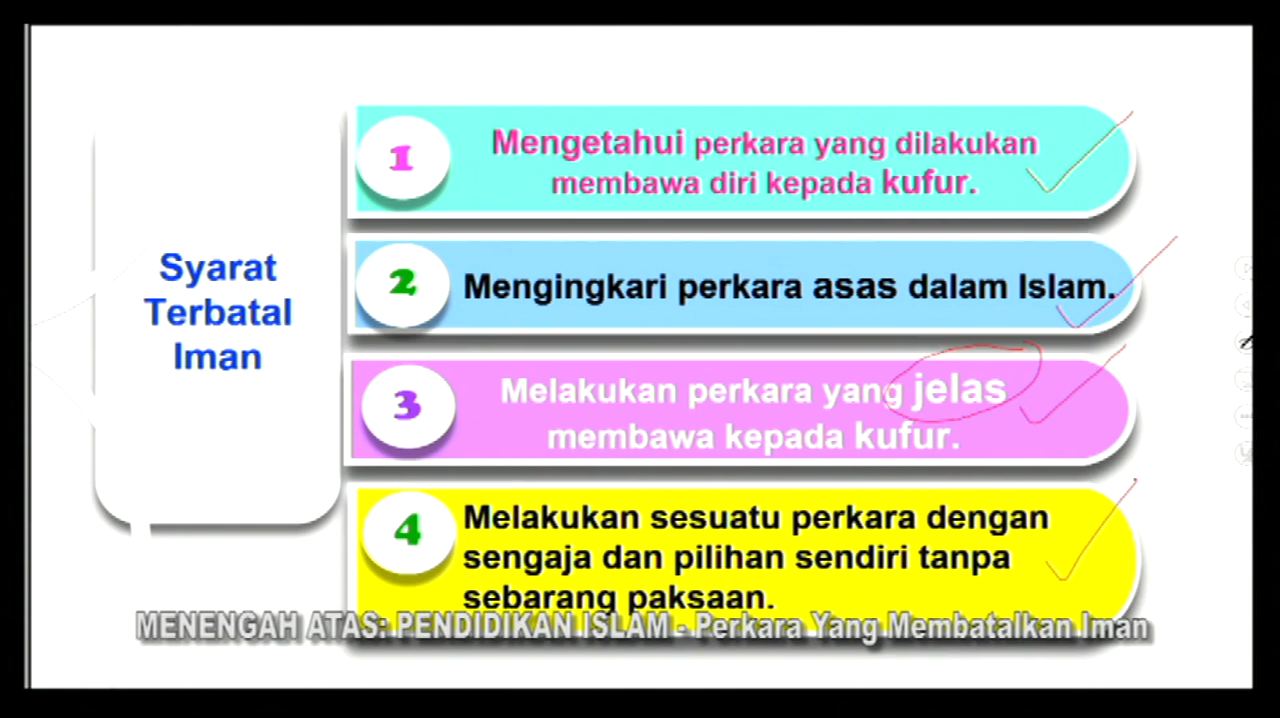 Syarat
Terbatal
Iman
1
Mengetahui perkara yang dilakukan
membawa diri kepada kufur.
2
Mengingkari perkara asas dalam Islam.
3
Melakukan perkara yang jelas
membawa kepada kufur.
4
Melakukan sesuatu perkara dengan
sengaja dan pilihan sendiri tanpa
sebarang paksaan.
MENENGAH ATAS: PENDIDIKAN ISLAM - Perkara Yang Membatalkan Iman